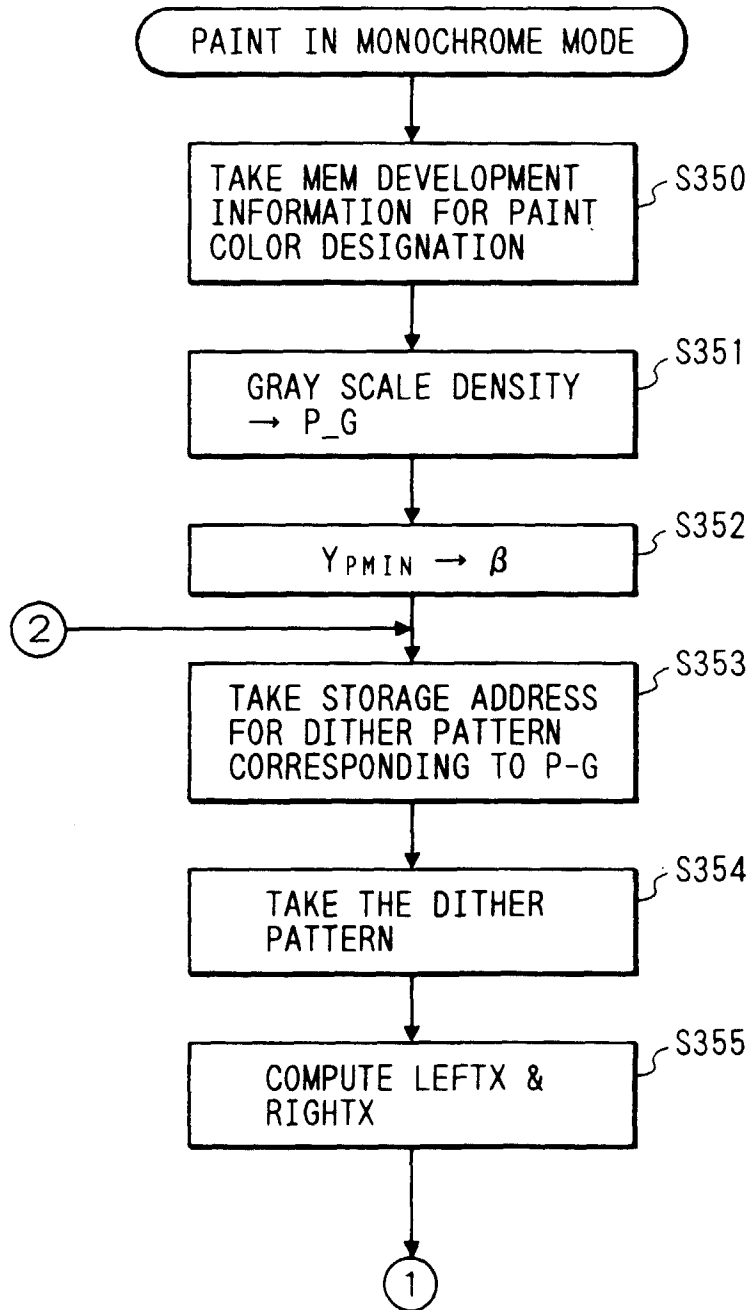 PAINT IN MONOCHROME MODE
TAKE MEM DEVELOPMENT
INFORMATION FOR PAINT
COLOR DESIGNATION
S350
GRAY SCALE DENSITY
→ P_G
S351
YPMIN → β
S352
2
TAKE STORAGE ADDRESS
FOR DITHER PATTERN
CORRESPONDING TO P-G
S353
TAKE THE DITHER
PATTERN
S354
COMPUTE LEFTX &
RIGHTX
S355
1